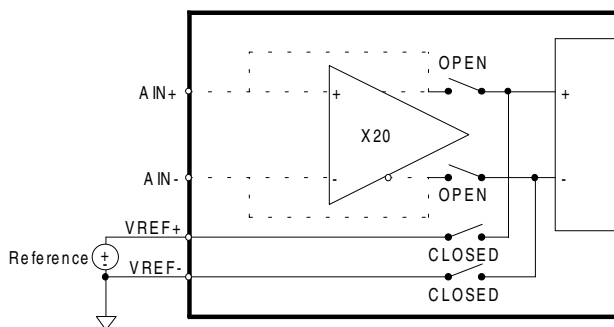 OPEN
AIN+
+
+
X20
AIN-
-
-
OPEN
VREF+
Reference
+
-
CLOSED
VREF-
CLOSED